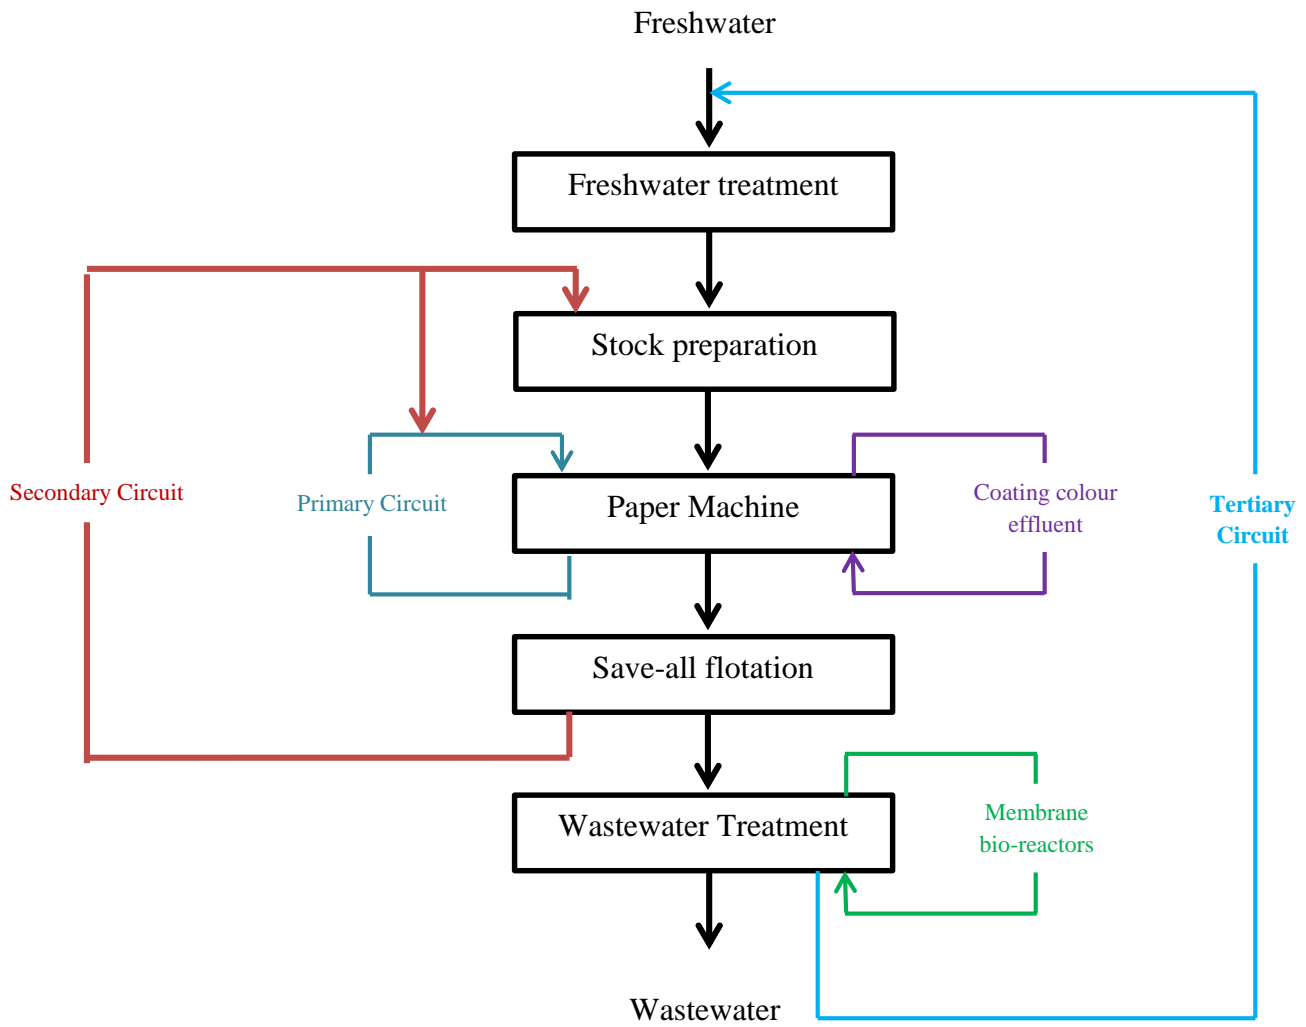 Freshwater
Freshwater treatment
Stock preparation
Secondary Circuit
Primary Circuit
Paper Machine
Coating colour
effluent
Tertiary
Circuit
Save-all flotation
Wastewater Treatment
Membrane
bio-reactors
Wastewater